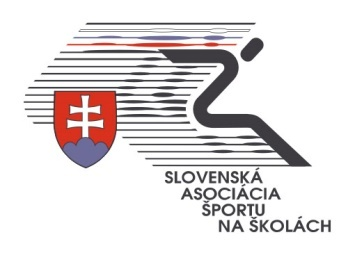 SLOVENSKÁ
ASOCIÁCIA
ŠPORTU
NA ŠKOLÁCH